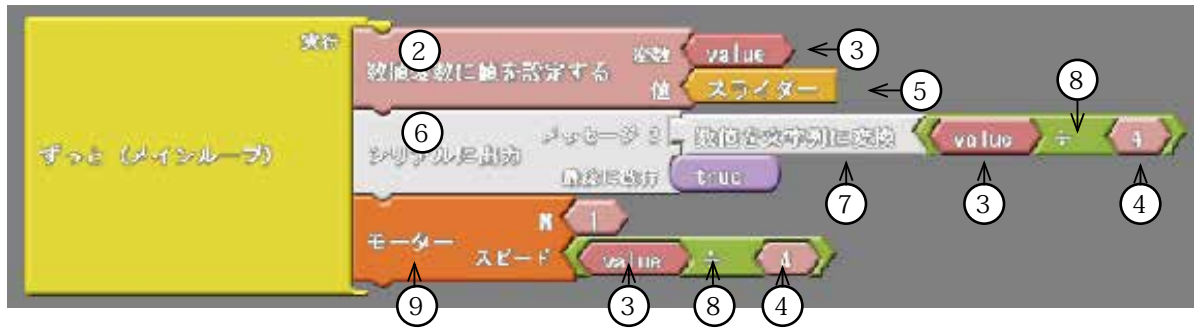 実行
② 数値変数に値を設定する 変数 value ③
値 スライダー ⑤
⑧
ずっと (メインループ)
⑥ シリアルに出力 メッセージ 数値を文字列に変換 value ÷ 4
最後に改行 true ⑦ ③ ④
モーター M 1
スピード value ÷ 4
⑨ ③ ⑧ ④